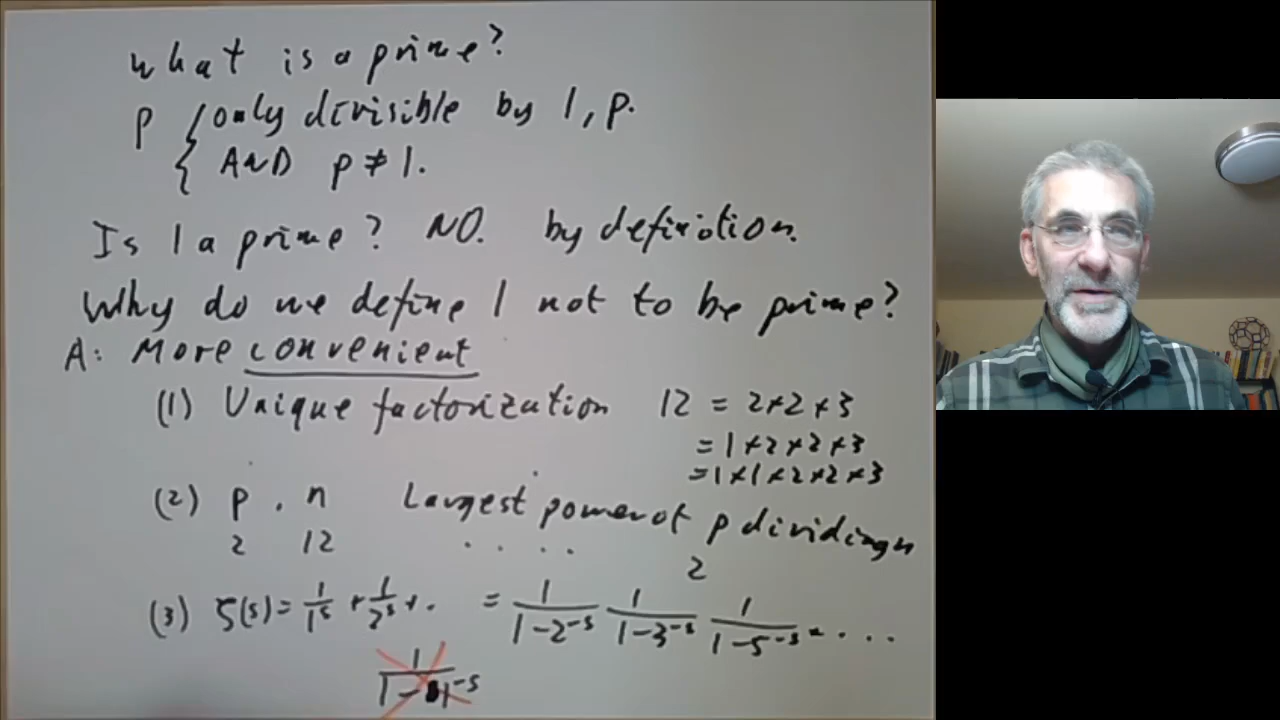 What is a prime?
p { only divisible by 1, p.
AND p ≠ 1.
Is 1 a prime? NO. by definition.
Why do we define 1 not to be prime?
A: More convenient
(1) Unique factorization 12 = 2×2×3
= 1×2×2×3
= 1×1×2×2×3
(2) p, n Largest power of p dividing n
2 12 . . . . 2
(3) ζ(s) = 1/1^s + 1/2^s + . . = 1/(1-2^-s) 1/(1-3^-s) 1/(1-5^-s) · ...
1/(1-1^-s)